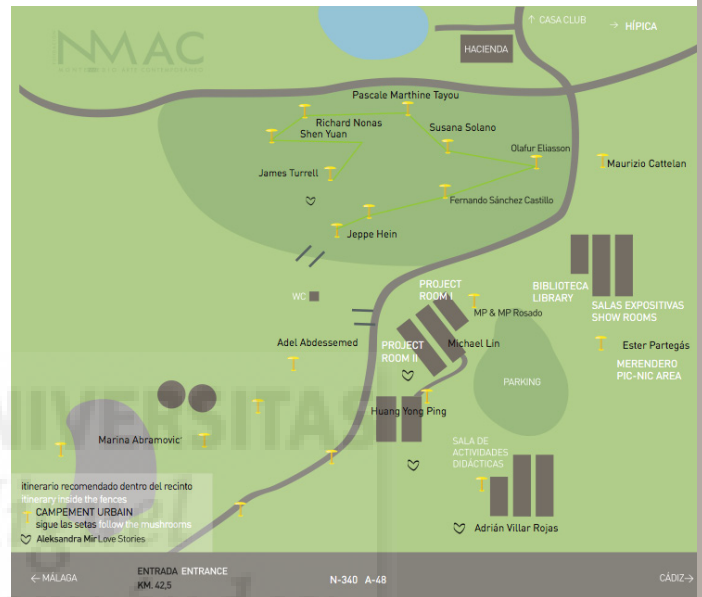 NMAC
↑ CASA CLUB
→ HÍPICA
HACIENDA
Pascale Marthine Tayou
Richard Nonas
Shen Yuan
Susana Solano
Olafur Eliasson
Maurizio Cattelan
James Turrell
Fernando Sánchez Castillo
Jeppe Hein
WC
PROJECT
ROOM I
BIBLIOTECA
LIBRARY
SALAS EXPOSITIVAS
SHOW ROOMS
MP & MP Rosado
Adel Abdessemed
PROJECT
ROOM II
Michael Lin
Ester Partegás
MERENDERO
PIC-NIC AREA
PARKING
Huang Yong Ping
UNIVERSITAS
Marina Abramovic'
SALA DE
ACTIVIDADES
DIDÁCTICAS
itinerario recomendado dentro del recinto
itinerary inside the fences
CAMPEMENT URBAIN
sigue las setas follow the mushrooms
Aleksandra Mir Love Stories
Adrián Villar Rojas
← MÁLAGA
ENTRADA ENTRANCE
KM. 42,5
N-340 A-48
CÁDIZ→